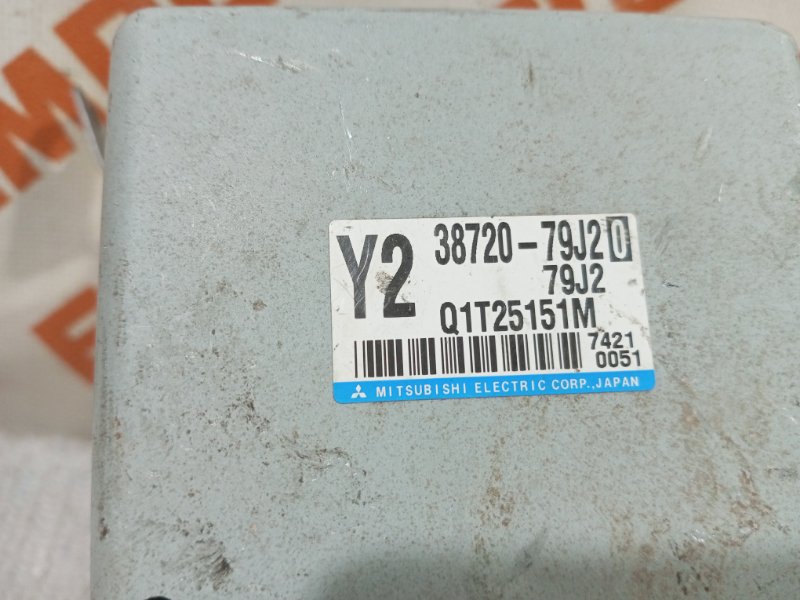 Y2
38720-79J20
79J2
Q1T25151M
7421
0051
MITSUBISHI ELECTRIC CORP.,JAPAN